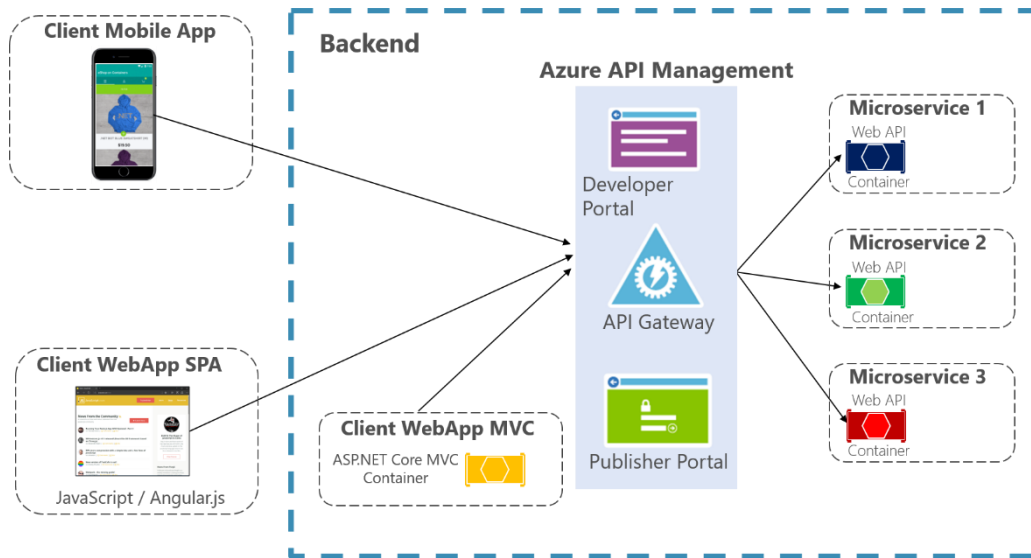 Client Mobile App
.NET
Backend
Azure API Management
Developer
Portal
API Gateway
Publisher Portal
Microservice 1
Web API
Container
Microservice 2
Web API
Container
Microservice 3
Web API
Container
Client WebApp SPA
JavaScript / Angular.js
Client WebApp MVC
ASP.NET Core MVC
Container